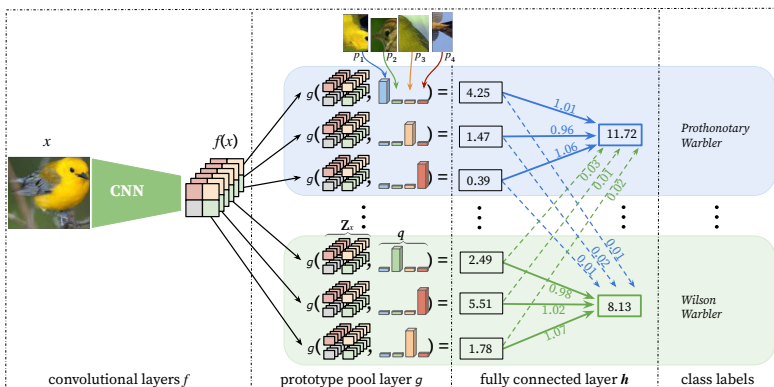 p1 p2 p3 p4
x
f(x)
CNN
g( , ) = 4.25
g( , ) = 1.47
g( , ) = 0.39
1.01
0.96
1.06
11.72
Prothonotary
Warbler
0.03
0.01
0.02
0.01
0.02
0.01
Zx
q
g( , ) = 2.49
g( , ) = 5.51
g( , ) = 1.78
0.98
1.02
1.07
8.13
Wilson
Warbler
convolutional layers f
prototype pool layer g
fully connected layer h
class labels